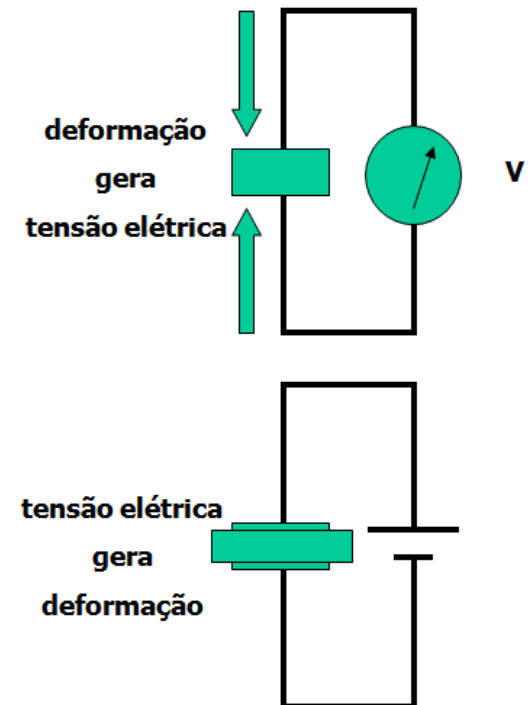 deformação
gera
tensão elétrica
V
tensão elétrica
gera
deformação